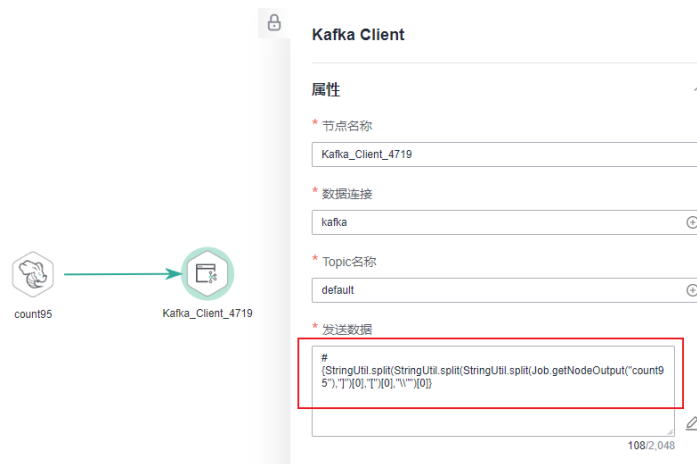 Kafka Client
属性
* 节点名称
Kafka_Client_4719
* 数据连接
kafka
* Topic名称
default
count95
Kafka_Client_4719
* 发送数据
#
{StringUtil.split(StringUtil.split(StringUtil.split(Job.getNodeOutput("count9
5"),"]")[0],"[")[0],"\\"")[0]}
108/2,048